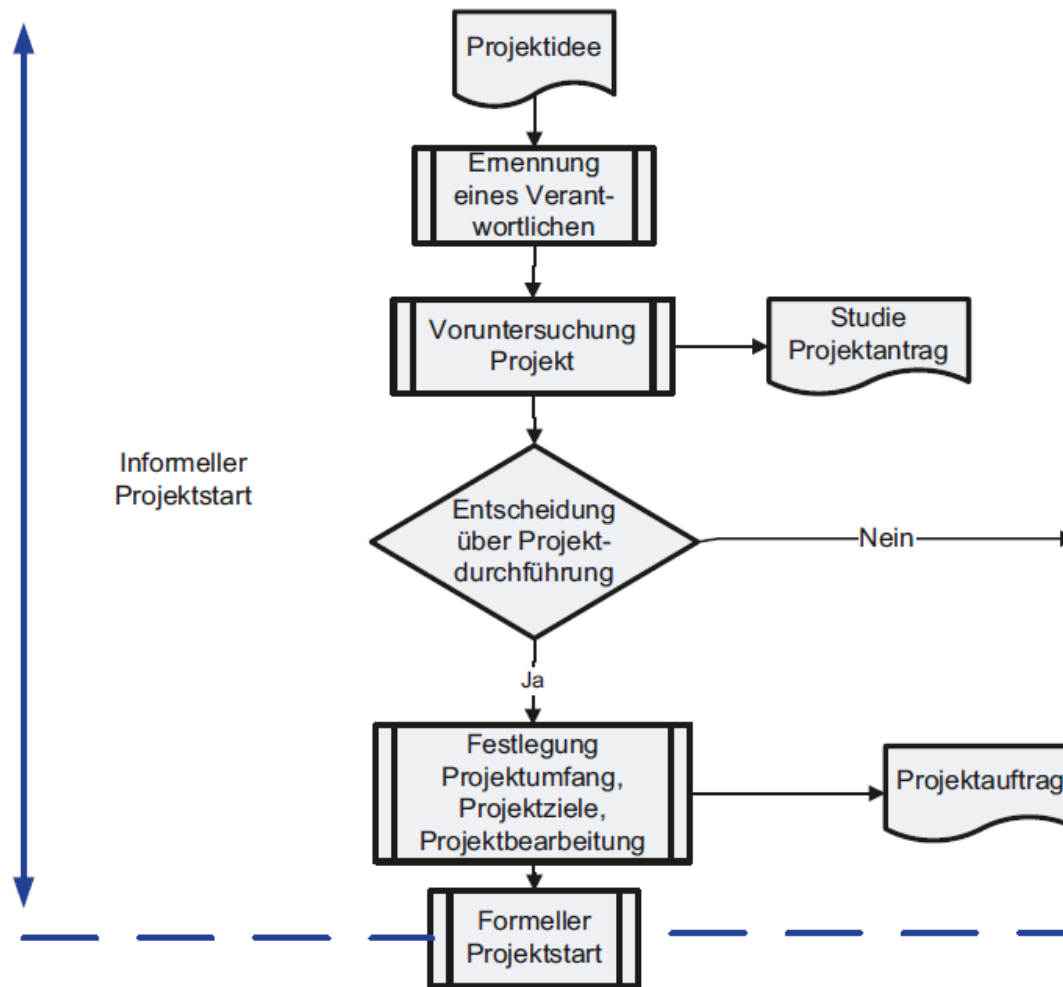 Projektidee
Ernennung
eines Verant-
wortlichen
Voruntersuchung
Projekt
Studie
Projektantrag
Informeller
Projektstart
Entscheidung
über Projekt-
durchführung
Nein
Ja
Festlegung
Projektumfang,
Projektziele,
Projektbearbeitung
Projektauftrag
Formeller
Projektstart